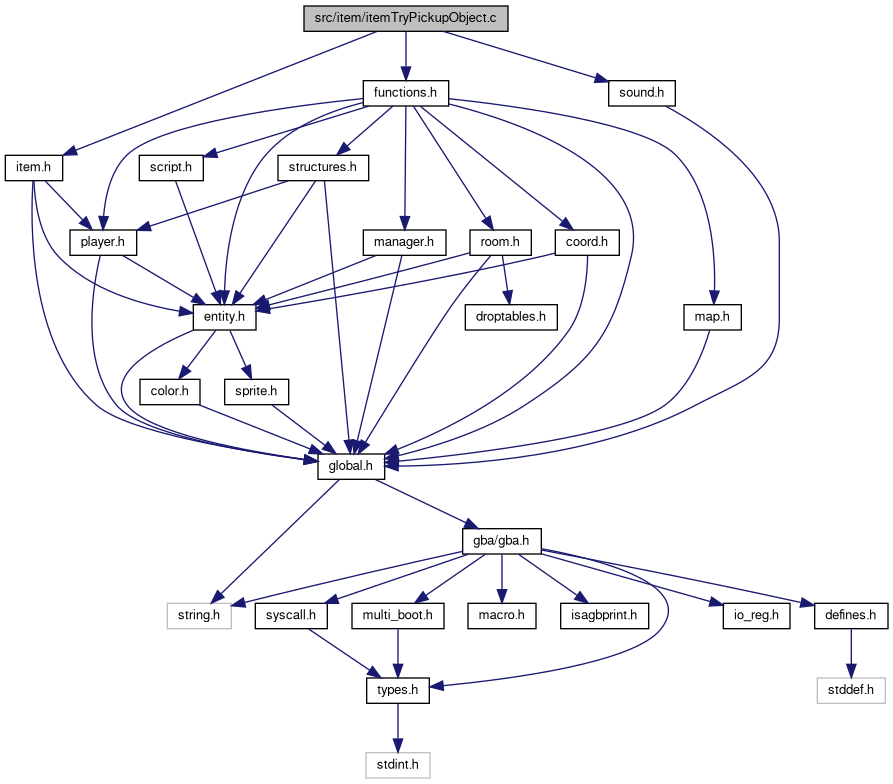 src/item/itemTryPickupObject.c
functions.h
sound.h
item.h
script.h
structures.h
player.h
manager.h
room.h
coord.h
entity.h
droptables.h
map.h
color.h
sprite.h
global.h
gba/gba.h
string.h
syscall.h
multi_boot.h
macro.h
isagbprint.h
io_reg.h
defines.h
types.h
stddef.h
stdint.h